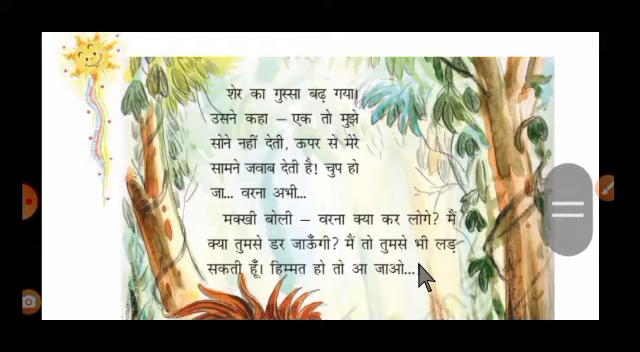 शेर का गुस्सा बढ़ गया।
उसने कहा – एक तो मुझे
सोने नहीं देती, ऊपर से मेरे
सामने जवाब देती है! चुप हो
जा... वरना अभी...
मक्खी बोली – वरना क्या कर लोगे? मैं
क्या तुमसे डर जाऊँगी? मैं तो तुमसे भी लड़
सकती हूँ। हिम्मत हो तो आ जाओ...।